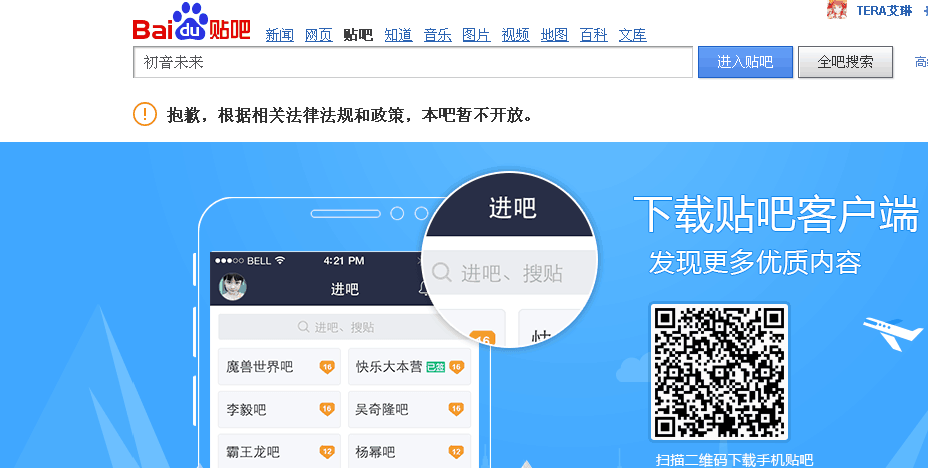 TERA艾琳
Bai du 贴吧
新闻 网页 贴吧 知道 音乐 图片 视频 地图 百科 文库
初音未来 进入贴吧 全吧搜索
抱歉，根据相关法律法规和政策，本吧暂不开放。
下载贴吧客户端
发现更多优质内容
进吧
进吧、搜贴
BELL 4:21 PM
进吧
进吧、搜贴
16 快
魔兽世界吧 16 快乐大本营 已签 16
李毅吧 16 吴奇隆吧 16
霸王龙吧 12 杨幂吧 12
扫描二维码下载手机贴吧